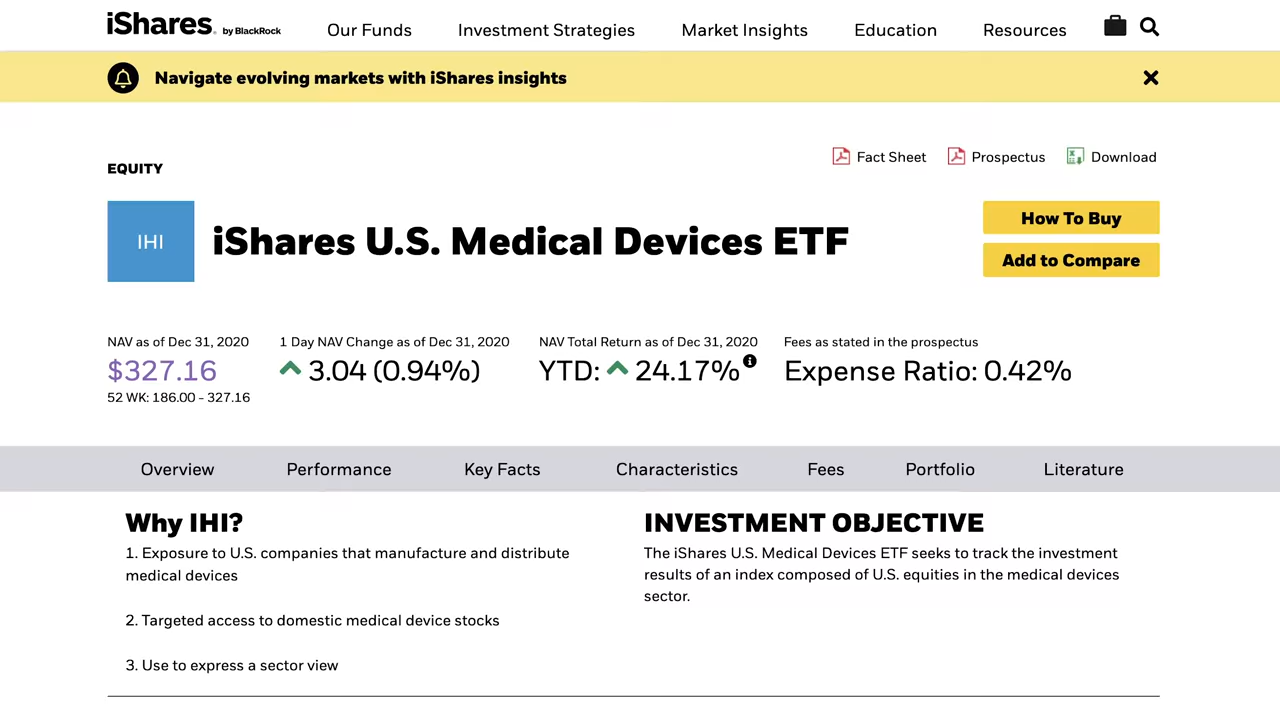 iShares. by BlackRock
Our Funds
Investment Strategies
Market Insights
Education
Resources
Navigate evolving markets with iShares insights
Fact Sheet
Prospectus
Download
EQUITY
IHI
iShares U.S. Medical Devices ETF
How To Buy
Add to Compare
NAV as of Dec 31, 2020
$327.16
52 WK: 186.00 - 327.16
1 Day NAV Change as of Dec 31, 2020
3.04 (0.94%)
NAV Total Return as of Dec 31, 2020
YTD: 24.17%
Fees as stated in the prospectus
Expense Ratio: 0.42%
Overview
Performance
Key Facts
Characteristics
Fees
Portfolio
Literature
Why IHI?
1. Exposure to U.S. companies that manufacture and distribute
medical devices
2. Targeted access to domestic medical device stocks
3. Use to express a sector view
INVESTMENT OBJECTIVE
The iShares U.S. Medical Devices ETF seeks to track the investment
results of an index composed of U.S. equities in the medical devices
sector.